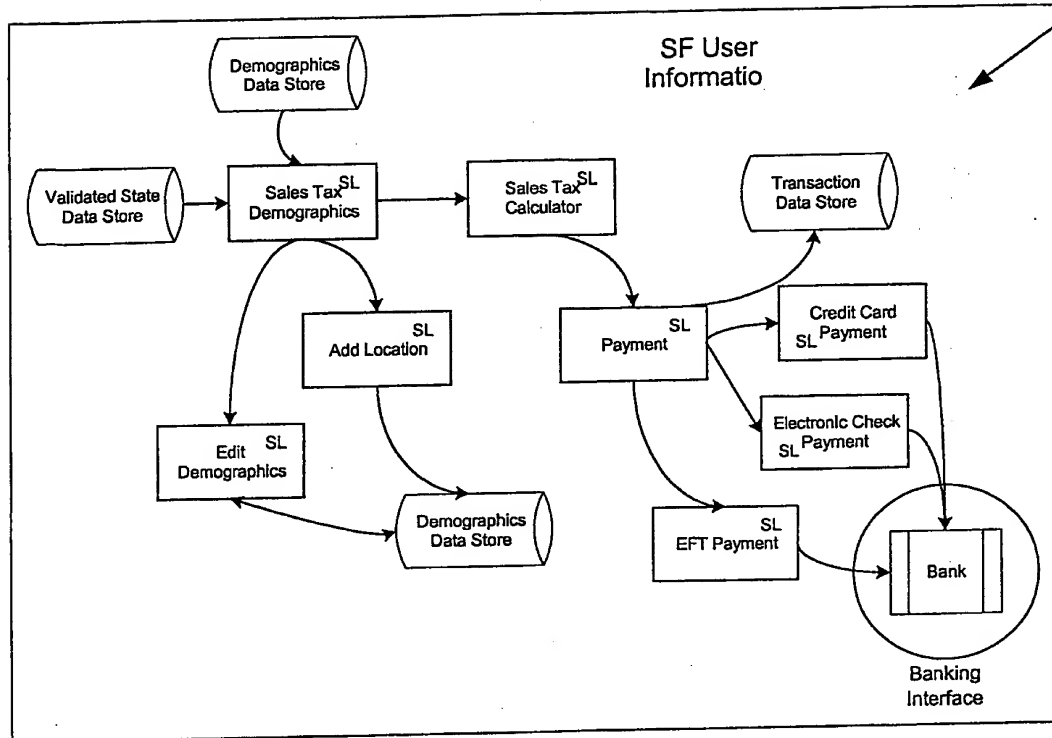 SF User
Informatio
Demographics
Data Store
Validated State
Data Store
SL
Sales Tax
Demographics
SL
Sales Tax
Calculator
Transaction
Data Store
SL
Add Location
SL
Payment
Credit Card
Payment
SL
Electronic Check
Payment
SL
SL
Edit
Demographics
Demographics
Data Store
SL
EFT Payment
Bank
Banking
Interface